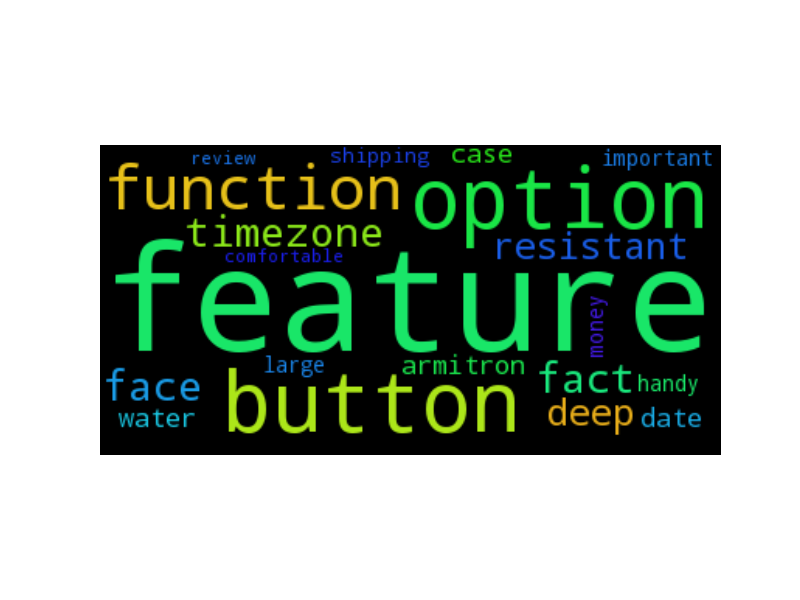 review shipping case important
function option
timezone resistant
comfortable
feature
money
large armitron fact handy
face button deep date
water